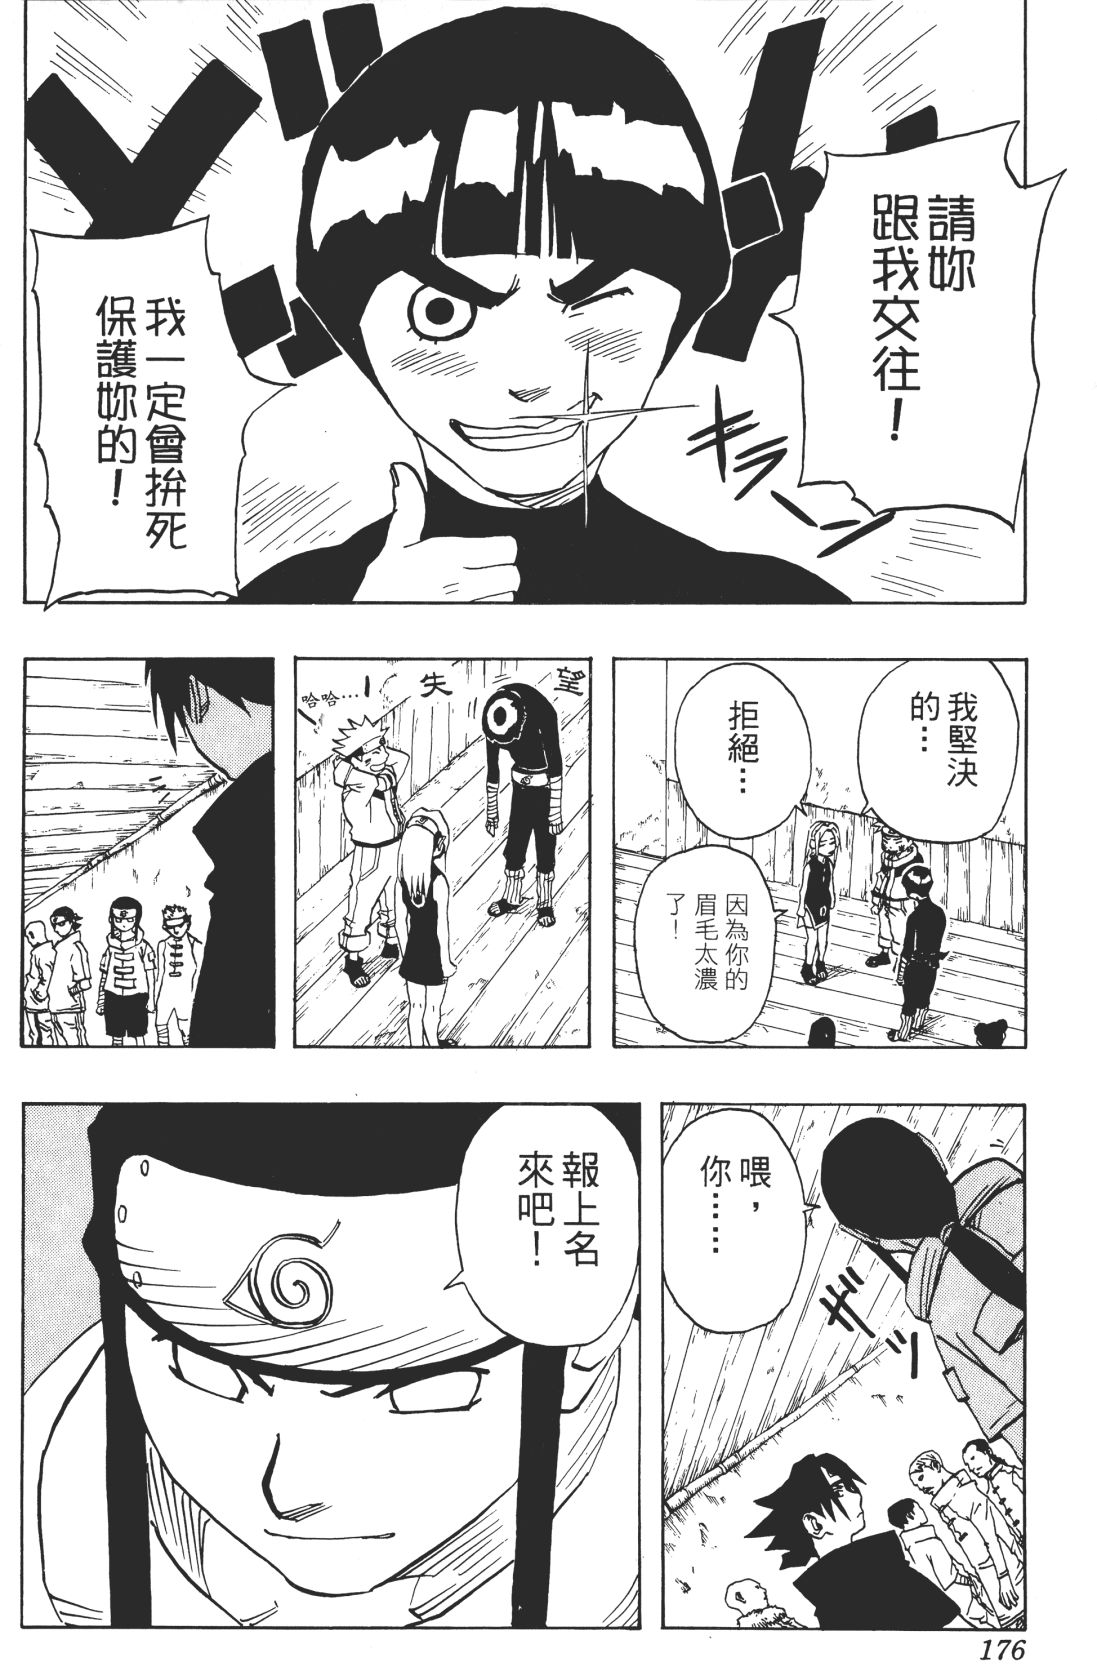 請妳
跟我交往！
キラーン
我一定會拚死
保護妳的！
我堅決
的…
拒絕…
因為你的
眉毛太濃
了！
失望
哈哈…
喂，
你……
ザッ
報上名
來吧！
176